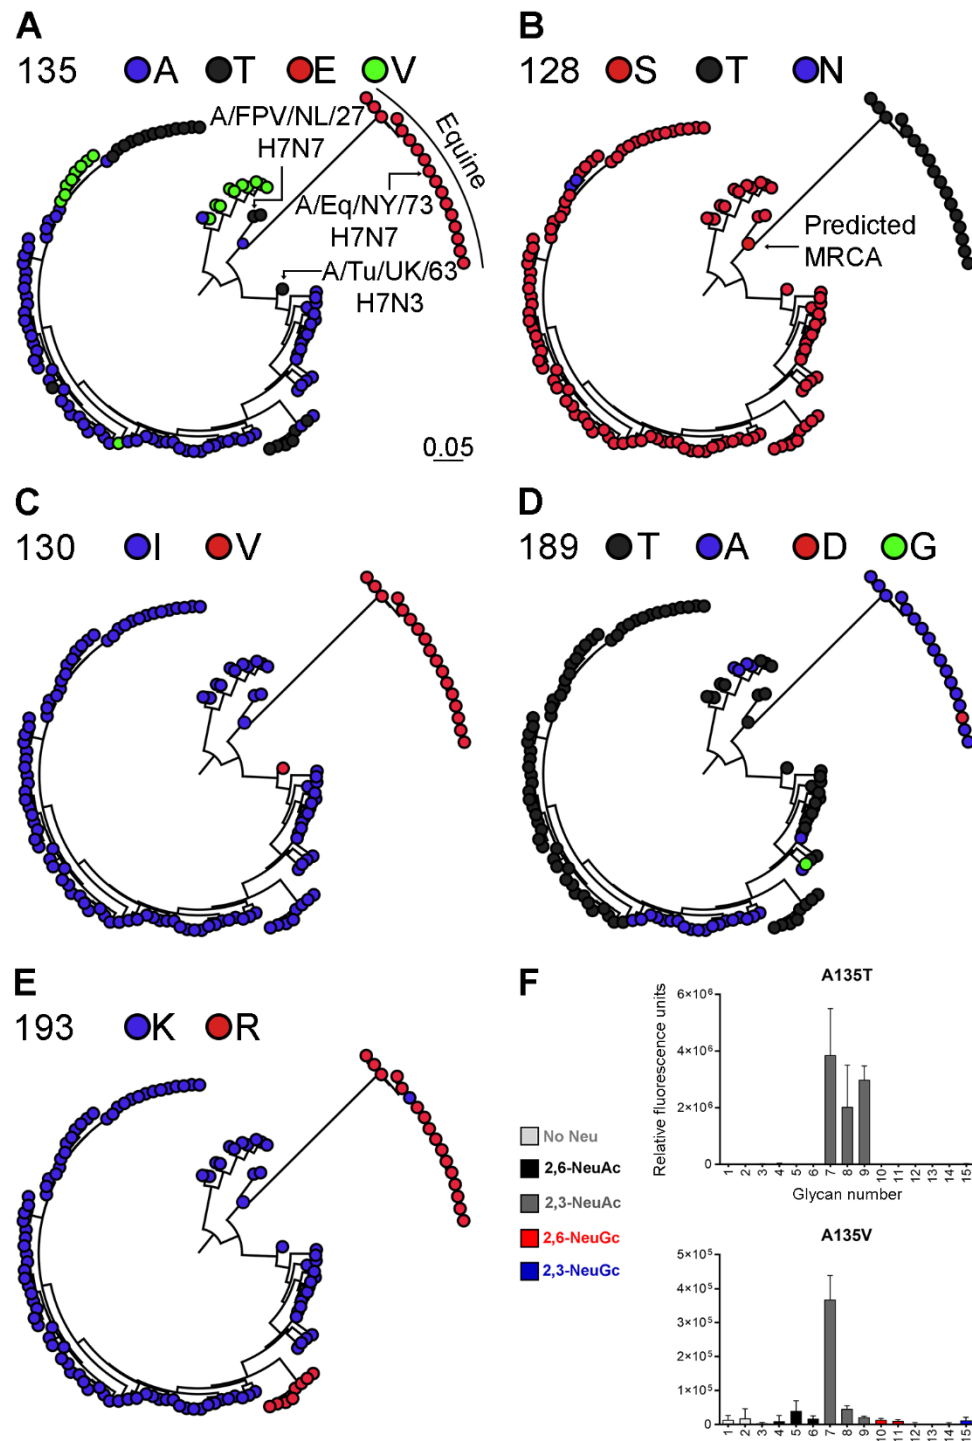 A
135 A T E V
A/FPV/NL/27
H7N7
Equine
A/Eq/NY/73
H7N7
A/Tu/UK/63
H7N3
0.05
B
128 S T N
Predicted
MRCA
C
130 I V
D
189 T A D G
E
193 K R
F
No Neu
2,6-NeuAc
2,3-NeuAc
2,6-NeuGc
2,3-NeuGc
A135T
Relative fluorescence units
6×10⁶
4×10⁶
2×10⁶
0
1 2 3 4 5 6 7 8 9 10 11 12 13 14 15
Glycan number
A135V
5×10⁵
4×10⁵
3×10⁵
2×10⁵
1×10⁵
0
1 2 3 4 5 6 7 8 9 10 11 12 13 14 15